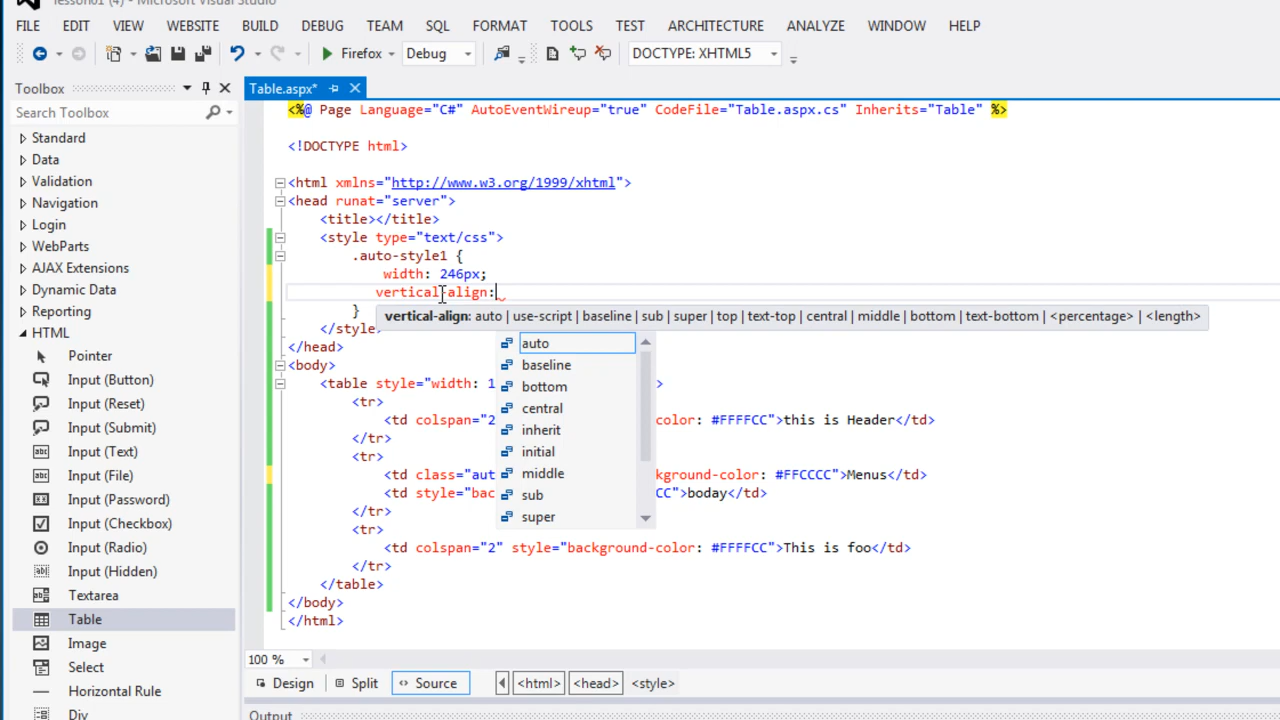 lesson01 (4) - Microsoft Visual Studio
FILE EDIT VIEW WEBSITE BUILD DEBUG TEAM SQL FORMAT TOOLS TEST ARCHITECTURE ANALYZE WINDOW HELP
Firefox Debug DOCTYPE: XHTML5
Toolbox
Search Toolbox
Standard
Data
Validation
Navigation
Login
WebParts
AJAX Extensions
Dynamic Data
Reporting
HTML
Pointer
Input (Button)
Input (Reset)
Input (Submit)
Input (Text)
Input (File)
Input (Password)
Input (Checkbox)
Input (Radio)
Input (Hidden)
Textarea
Table
Image
Select
Horizontal Rule
Div
Table.aspx*
<%@ Page Language="C#" AutoEventWireup="true" CodeFile="Table.aspx.cs" Inherits="Table" %>
<!DOCTYPE html>
<html xmlns="http://www.w3.org/1999/xhtml">
<head runat="server">
<title></title>
<style type="text/css">
.auto-style1 {
width: 246px;
vertical-align:
}
vertical-align: auto | use-script | baseline | sub | super | top | text-top | central | middle | bottom | text-bottom | <percentage> | <length>
</style>
auto
baseline
bottom
central
inherit
initial
middle
sub
super
</head>
<body>
<table style="width: 1 >
<tr>
<td colspan="2 color: #FFFFCC">this is Header</td>
</tr>
<tr>
<td class="aut kground-color: #FFCCCC">Menus</td>
<td style="bac CC">boday</td>
</tr>
<tr>
<td colspan="2" style="background-color: #FFFFCC">This is foo</td>
</tr>
</table>
</body>
</html>
100 %
Design Split Source <html> <head> <style>
Output